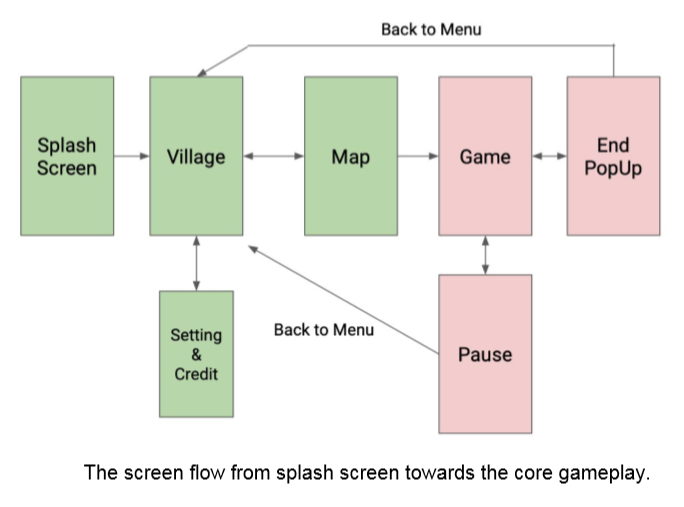 Back to Menu
Splash
Screen
Village
Map
Game
End
PopUp
Setting
&
Credit
Back to Menu
Pause
The screen flow from splash screen towards the core gameplay.